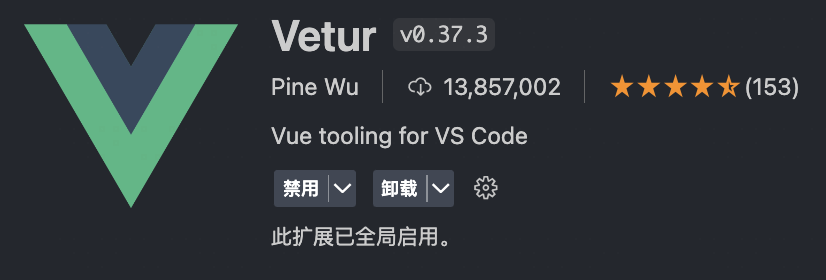 Vetur v0.37.3
Pine Wu 13,857,002 (153)
Vue tooling for VS Code
禁用 卸载
此扩展已全局启用。